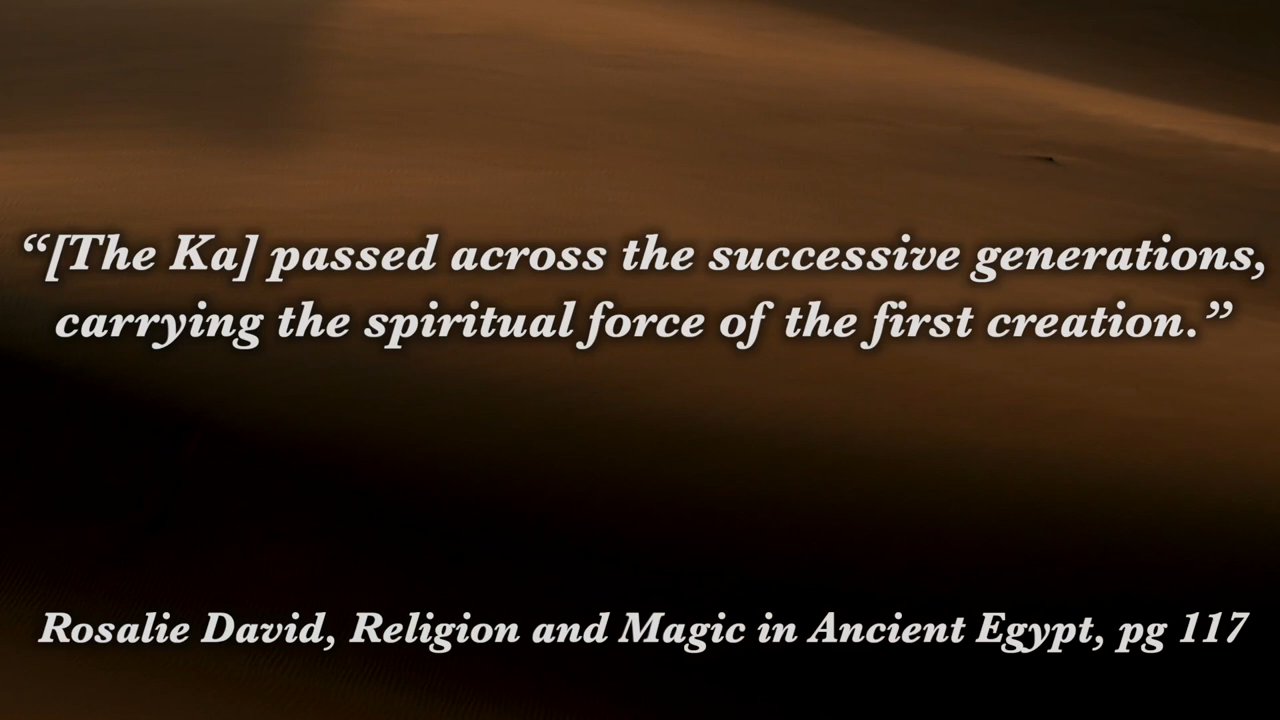 “[The Ka] passed across the successive generations,
carrying the spiritual force of the first creation.”
Rosalie David, Religion and Magic in Ancient Egypt, pg 117